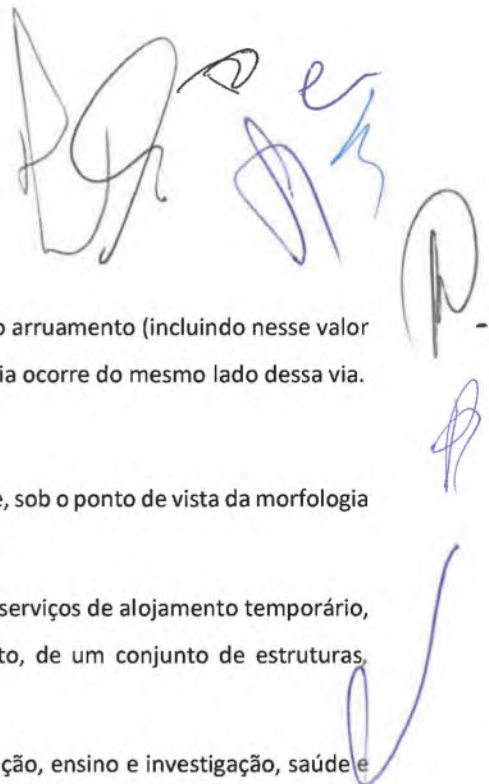 o arruamento (incluindo nesse valor
ia ocorre do mesmo lado dessa via.
e, sob o ponto de vista da morfologia
serviços de alojamento temporário,
to, de um conjunto de estruturas,
ção, ensino e investigação, saúde e